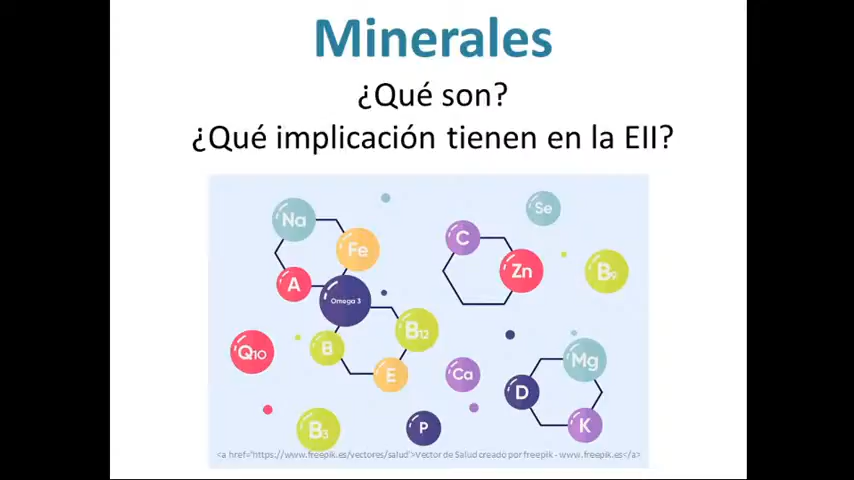 Minerales
¿Qué son?
¿Qué implicación tienen en la EII?
Na
Se
C
Fe
Zn
B9
A
Omega 3
B12
Q10
B
Mg
E
Ca
D
B3
P
K
<a href="https://www.freepik.es/vectores/salud">Vector de Salud creado por freepik - www.freepik.es</a>